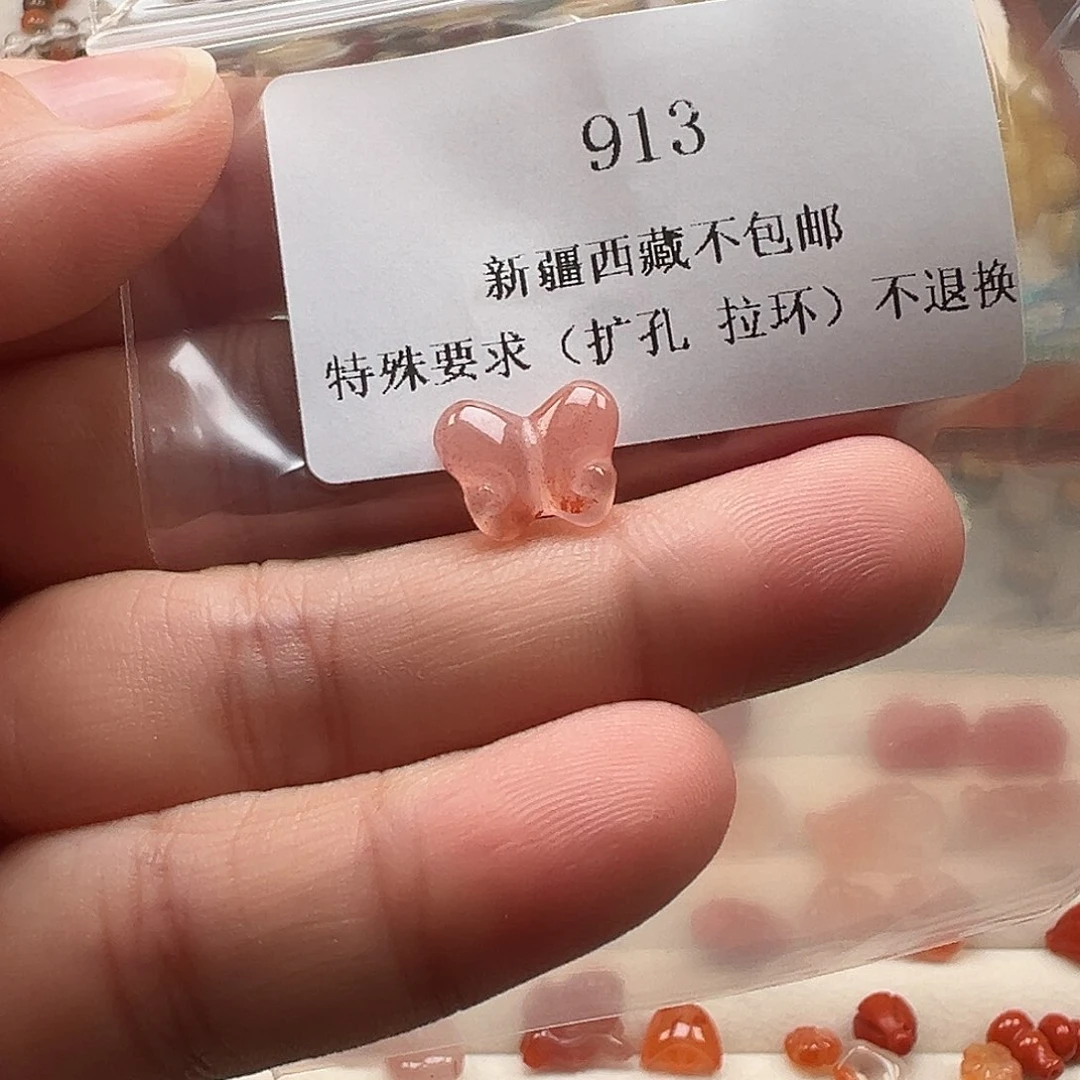 913
新疆西藏不包邮
特殊要求（扩孔 拉环）不退换